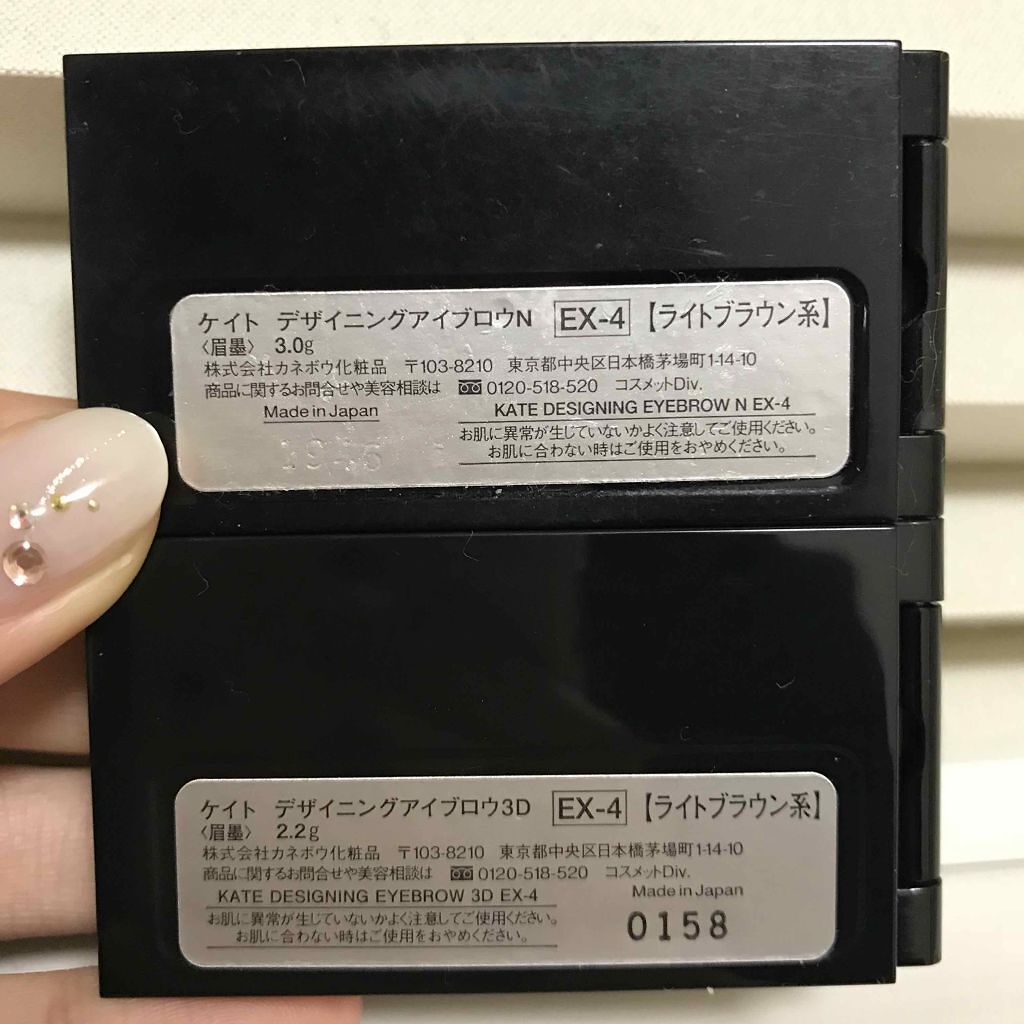 ケイト デザイニングアイブロウN EX-4 【ライトブラウン系】
〈眉墨〉 3.0g
株式会社カネボウ化粧品 〒103-8210 東京都中央区日本橋茅場町1-14-10
商品に関するお問合せや美容相談は 0120-518-520 コスメットDiv.
Made in Japan KATE DESIGNING EYEBROW N EX-4
お肌に異常が生じていないかよく注意してご使用ください。
お肌に合わない時はご使用をおやめください。
ケイト デザイニングアイブロウ3D EX-4 【ライトブラウン系】
〈眉墨〉 2.2g
株式会社カネボウ化粧品 〒103-8210 東京都中央区日本橋茅場町1-14-10
商品に関するお問合せや美容相談は 0120-518-520 コスメットDiv.
KATE DESIGNING EYEBROW 3D EX-4 Made in Japan
お肌に異常が生じていないかよく注意してご使用ください。
お肌に合わない時はご使用をおやめください。
0158